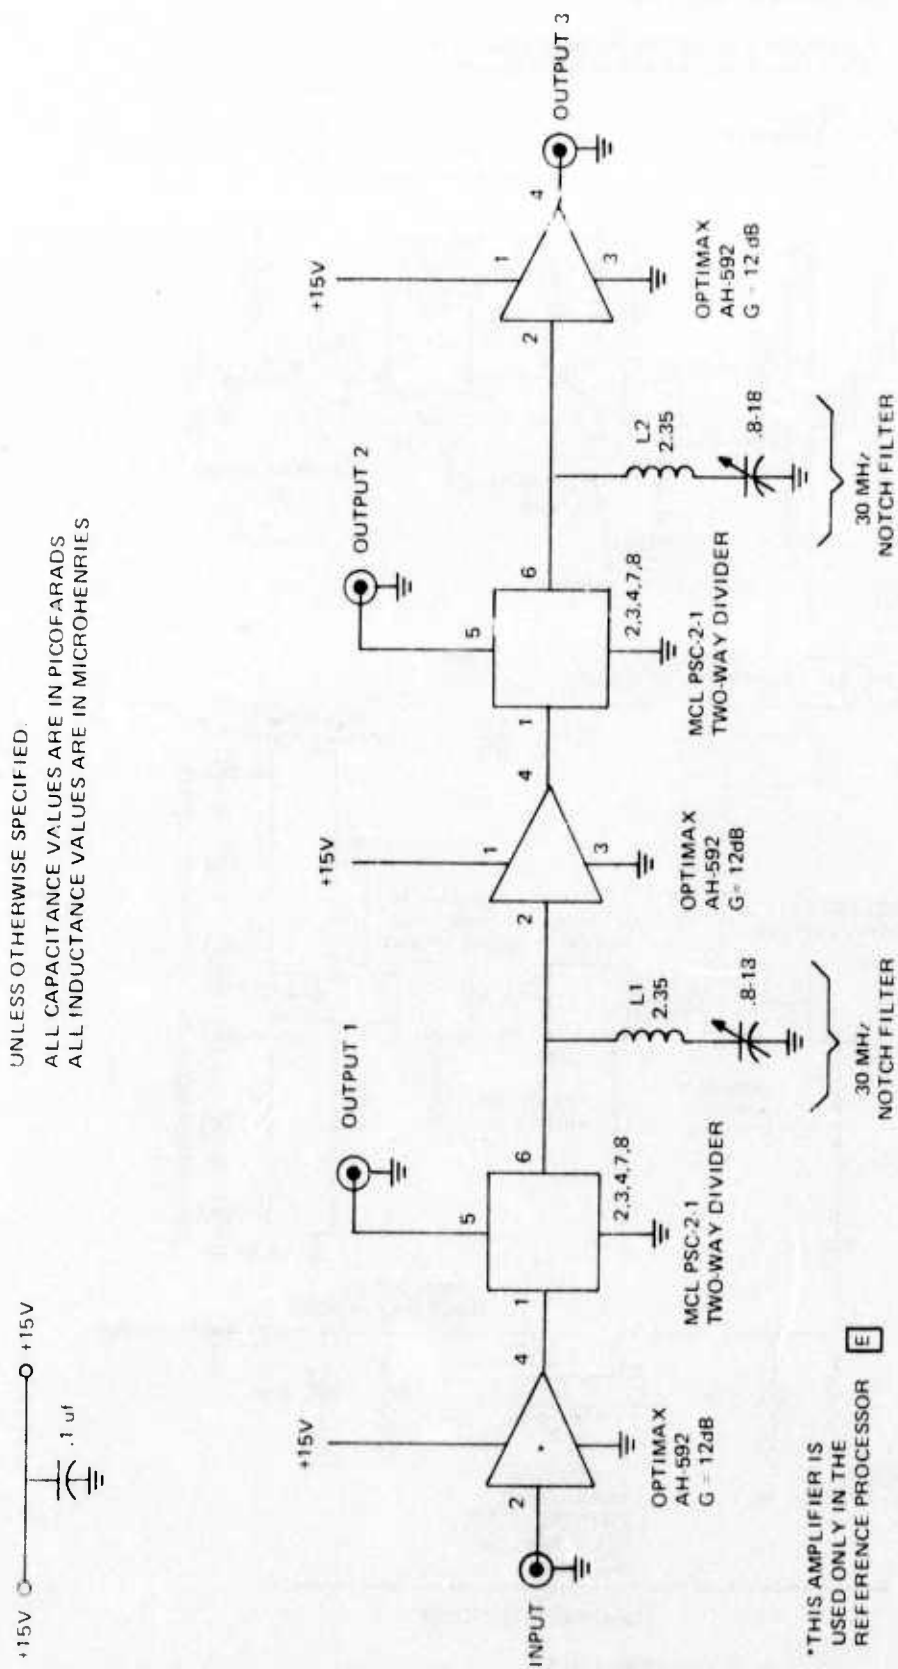 UNLESS OTHERWISE SPECIFIED.
ALL CAPACITANCE VALUES ARE IN PICOFARADS
ALL INDUCTANCE VALUES ARE IN MICROHENRIES
+15V
+15V
.1 uf
INPUT
2
+15V
*
4
OPTIMAX
AH-592
G = 12dB
1
5
OUTPUT 1
6
2,3,4,7,8
MCL PSC-2-1
TWO-WAY DIVIDER
L1
2.35
.8-13
30 MHz
NOTCH FILTER
+15V
2
1
3
4
OPTIMAX
AH-592
G = 12dB
1
5
OUTPUT 2
6
2,3,4,7,8
MCL PSC-2-1
TWO-WAY DIVIDER
L2
2.35
.8-18
30 MHz
NOTCH FILTER
+15V
2
1
3
4
OUTPUT 3
OPTIMAX
AH-592
G = 12 dB
*THIS AMPLIFIER IS
USED ONLY IN THE
REFERENCE PROCESSOR
E